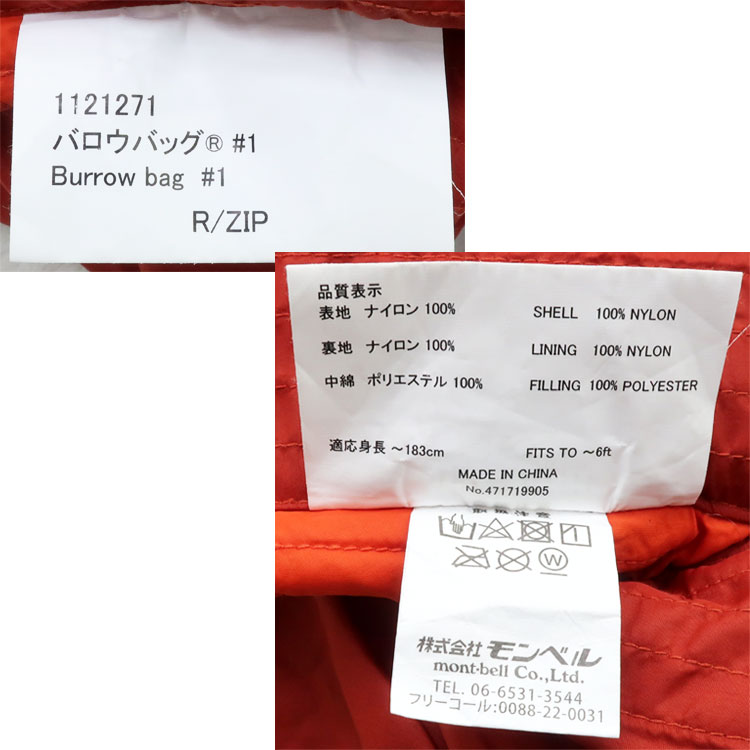 1121271
バロウバッグ® #1
Burrow bag #1
R/ZIP
品質表示
表地 ナイロン 100% SHELL 100% NYLON
裏地 ナイロン 100% LINING 100% NYLON
中綿 ポリエステル 100% FILLING 100% POLYESTER
適応身長 ～183cm FITS TO ～6ft
MADE IN CHINA
No.471719905
取扱注意
W
株式会社 モンベル
mont-bell Co.,Ltd.
TEL. 06-6531-3544
フリーコール:0088-22-0031